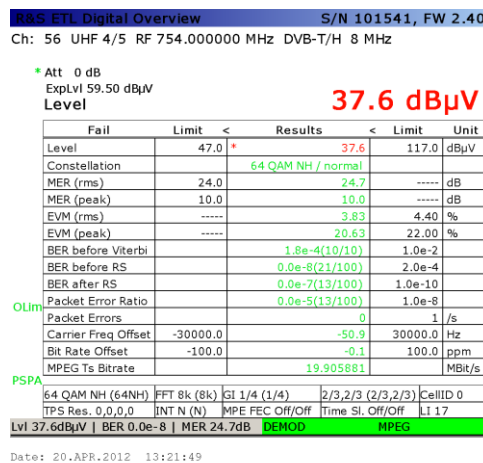 R&S ETL Digital Overview S/N 101541, FW 2.40
Ch: 56 UHF 4/5 RF 754.000000 MHz DVB-T/H 8 MHz
* Att 0 dB
ExpLvl 59.50 dBµV
Level 37.6 dBµV
Fail Limit < Results < Limit Unit
Level 47.0 * 37.6 117.0 dBµV
Constellation 64 QAM NH / normal
MER (rms) 24.0 24.7 ----- dB
MER (peak) 10.0 10.0 ----- dB
EVM (rms) ----- 3.83 4.40 %
EVM (peak) ----- 20.63 22.00 %
BER before Viterbi 1.8e-4(10/10) 1.0e-2
BER before RS 0.0e-8(21/100) 2.0e-4
BER after RS 0.0e-7(13/100) 1.0e-10
OLim
Packet Error Ratio 0.0e-5(13/100) 1.0e-8
Packet Errors 0 1 /s
Carrier Freq Offset -30000.0 -50.9 30000.0 Hz
Bit Rate Offset -100.0 -0.1 100.0 ppm
MPEG Ts Bitrate 19.905881 MBit/s
PSPA
64 QAM NH (64NH) FFT 8k (8k) GI 1/4 (1/4) 2/3,2/3 (2/3,2/3) CellID 0
TPS Res. 0,0,0,0 INT N (N) MPE FEC Off/Off Time Sl. Off/Off LI 17
Lvl 37.6dBµV | BER 0.0e-8 | MER 24.7dB DEMOD MPEG
Date: 20.APR.2012 13:21:49